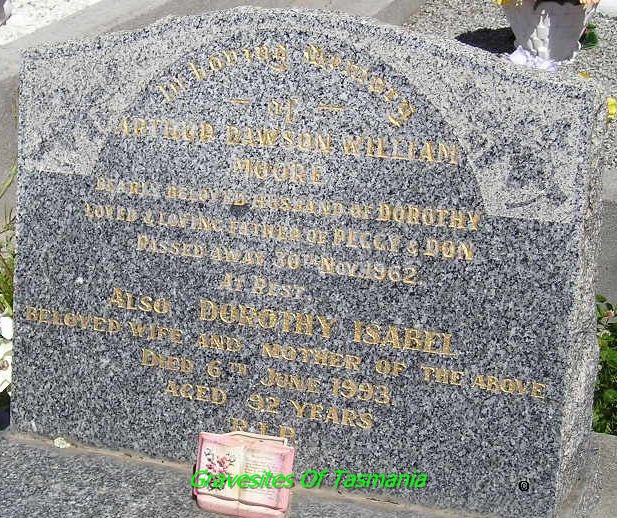 In Loving Memory
— of —
ARTHUR DAWSON WILLIAM
MOORE
DEARLY BELOVED HUSBAND OF DOROTHY
LOVED & LOVING FATHER OF PEGGY & DON
PASSED AWAY 30TH NOV. 1962.
AT REST.
ALSO DOROTHY ISABEL
BELOVED WIFE AND MOTHER OF THE ABOVE
DIED 6TH JUNE 1993
AGED 92 YEARS
R.I.P.
Gravesites Of Tasmania